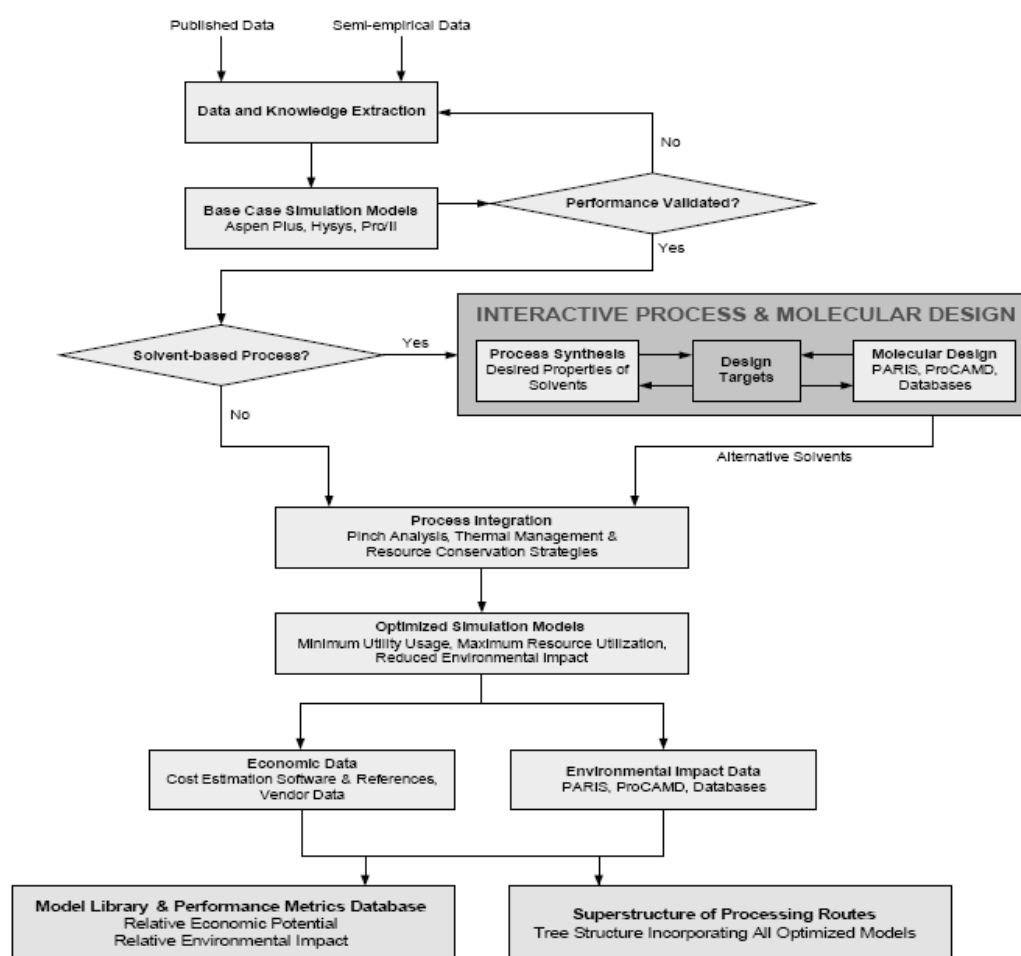 Published Data
Semi-empirical Data
Data and Knowledge Extraction
No
Base Case Simulation Models
Aspen Plus, Hysys, Pro/II
Performance Validated?
Yes
INTERACTIVE PROCESS & MOLECULAR DESIGN
Solvent-based Process?
Yes
Process Synthesis
Desired Properties of
Solvents
Design
Targets
Molecular Design
PARIS, ProCAMD,
Databases
No
Alternative Solvents
Process Integration
Pinch Analysis, Thermal Management &
Resource Conservation Strategies
Optimized Simulation Models
Minimum Utility Usage, Maximum Resource Utilization,
Reduced Environmental Impact
Economic Data
Cost Estimation Software & References,
Vendor Data
Environmental Impact Data
PARIS, ProCAMD, Databases
Model Library & Performance Metrics Database
Relative Economic Potential
Relative Environmental Impact
Superstructure of Processing Routes
Tree Structure Incorporating All Optimized Models